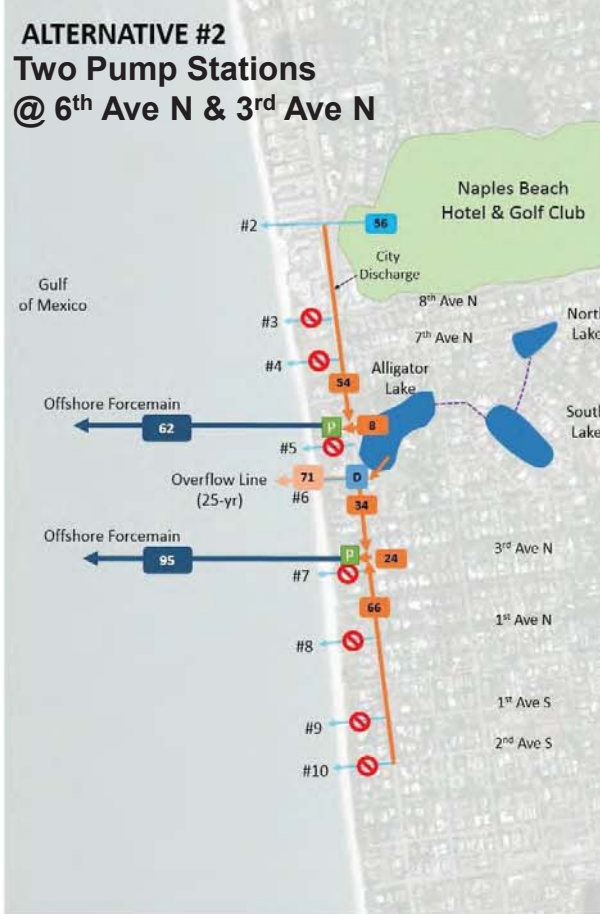 ALTERNATIVE #2
Two Pump Stations
@ 6th Ave N & 3rd Ave N
Naples Beach
Hotel & Golf Club
#2
56
City
Discharge
Gulf
of Mexico
8th Ave N
#3
7th Ave N
North
Lake
#4
Alligator
Lake
54
Offshore Forcemain
62
P
8
South
Lake
#5
Overflow Line
(25-yr)
71
D
#6
34
Offshore Forcemain
95
P
24
3rd Ave N
#7
66
1st Ave N
#8
1st Ave S
#9
2nd Ave S
#10